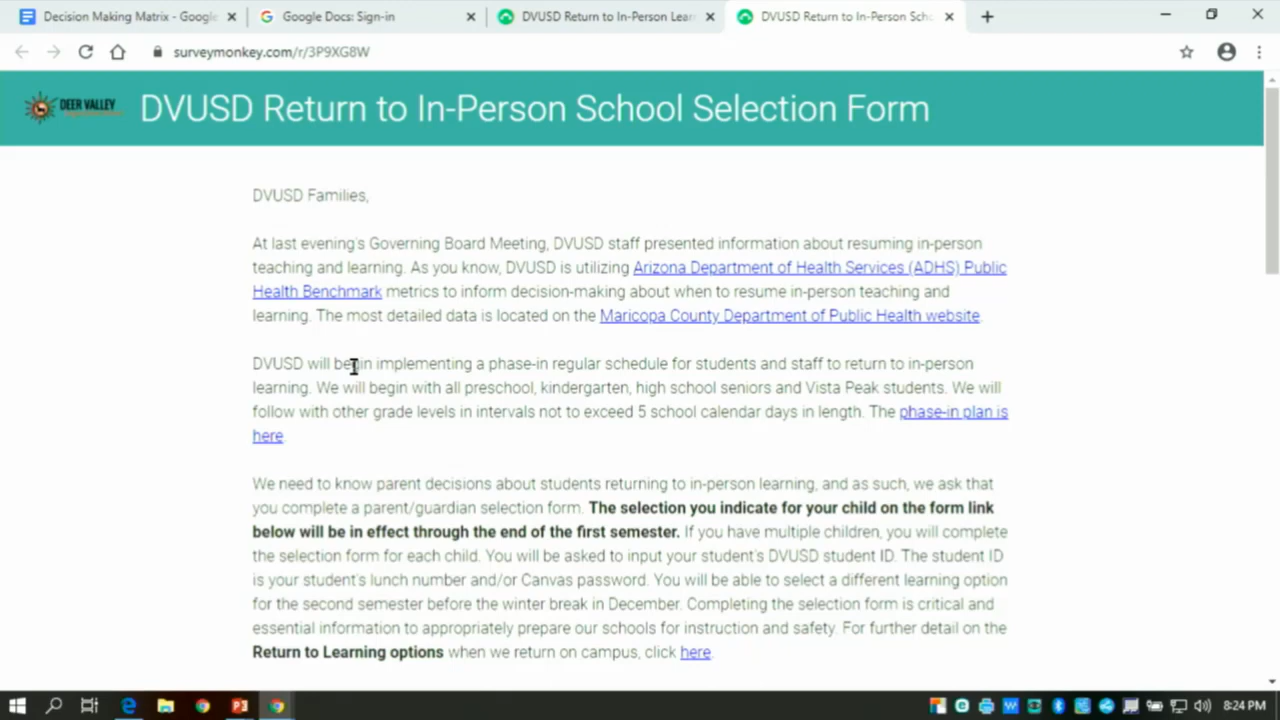 Decision Making Matrix - Google
Google Docs: Sign-in
DVUSD Return to In-Person Lear
DVUSD Return to In-Person Scho
surveymonkey.com/r/3P9XG8W
DEER VALLEY
DVUSD Return to In-Person School Selection Form
DVUSD Families,
At last evening's Governing Board Meeting, DVUSD staff presented information about resuming in-person
teaching and learning. As you know, DVUSD is utilizing Arizona Department of Health Services (ADHS) Public
Health Benchmark metrics to inform decision-making about when to resume in-person teaching and
learning. The most detailed data is located on the Maricopa County Department of Public Health website.
DVUSD will begin implementing a phase-in regular schedule for students and staff to return to in-person
learning. We will begin with all preschool, kindergarten, high school seniors and Vista Peak students. We will
follow with other grade levels in intervals not to exceed 5 school calendar days in length. The phase-in plan is
here.
We need to know parent decisions about students returning to in-person learning, and as such, we ask that
you complete a parent/guardian selection form. The selection you indicate for your child on the form link
below will be in effect through the end of the first semester. If you have multiple children, you will complete
the selection form for each child. You will be asked to input your student's DVUSD student ID. The student ID
is your student's lunch number and/or Canvas password. You will be able to select a different learning option
for the second semester before the winter break in December. Completing the selection form is critical and
essential information to appropriately prepare our schools for instruction and safety. For further detail on the
Return to Learning options when we return on campus, click here.
8:24 PM